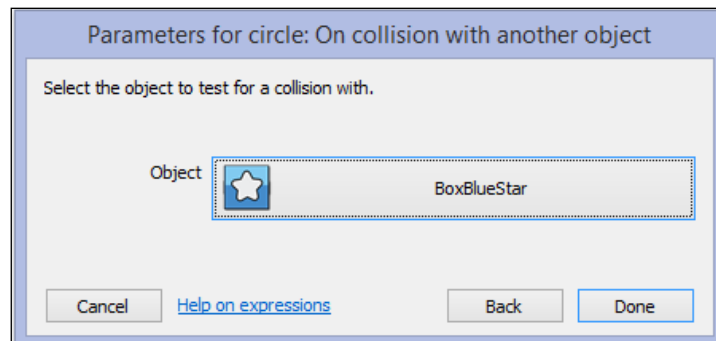 Parameters for circle: On collision with another object
Select the object to test for a collision with.
Object BoxBlueStar
Cancel Help on expressions Back Done